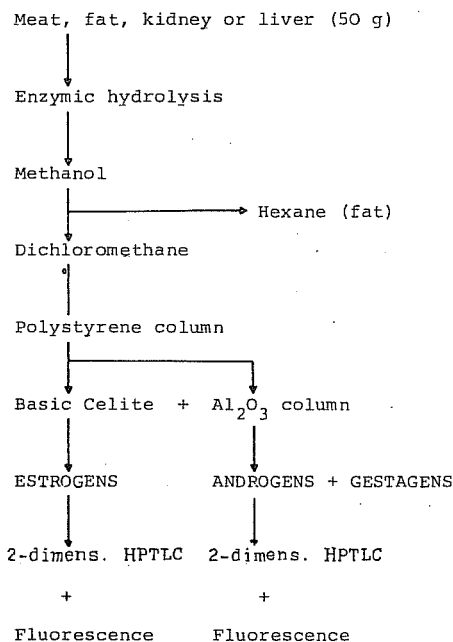 Meat, fat, kidney or liver (50 g)
Enzymic hydrolysis
Methanol
Hexane (fat)
Dichloromethane
Polystyrene column
Basic Celite + Al2O3 column
ESTROGENS ANDROGENS + GESTAGENS
2-dimens. HPTLC 2-dimens. HPTLC
+ +
Fluorescence Fluorescence